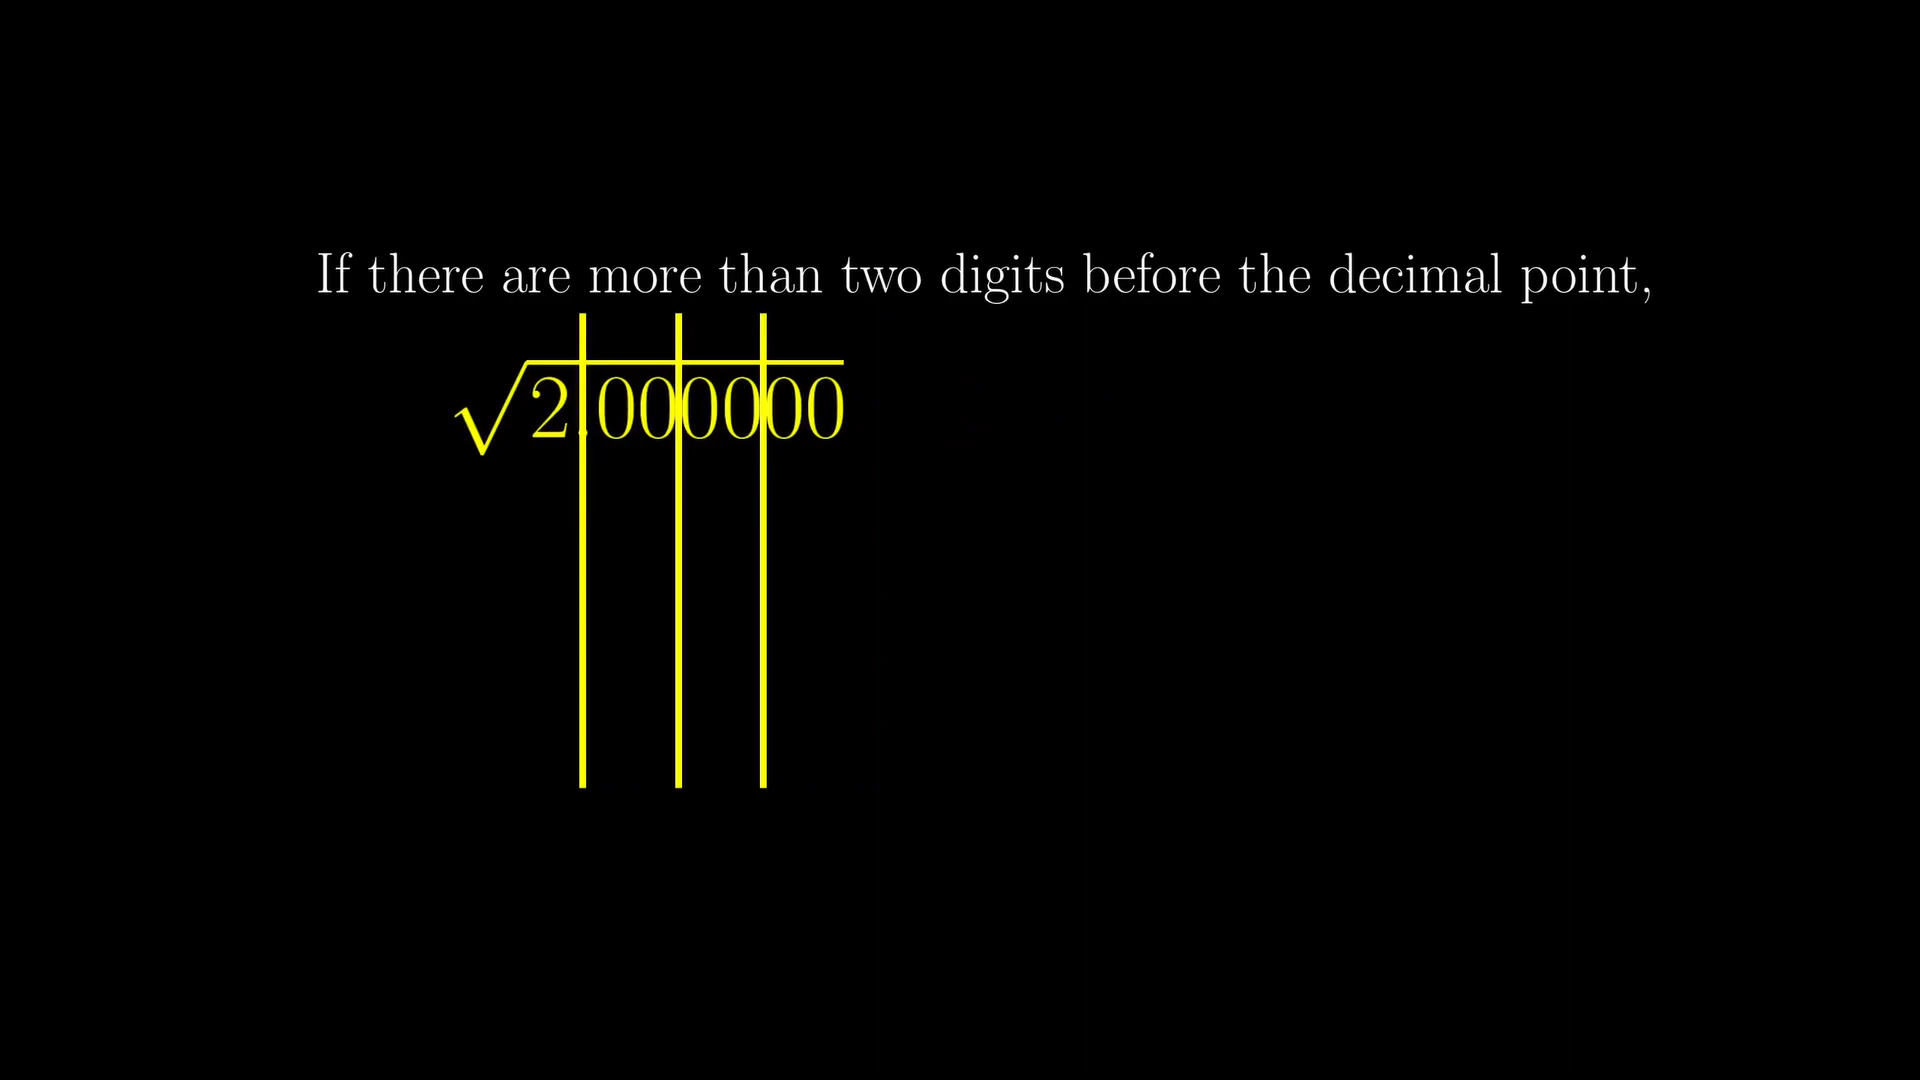 If there are more than two digits before the decimal point,
√2.000000